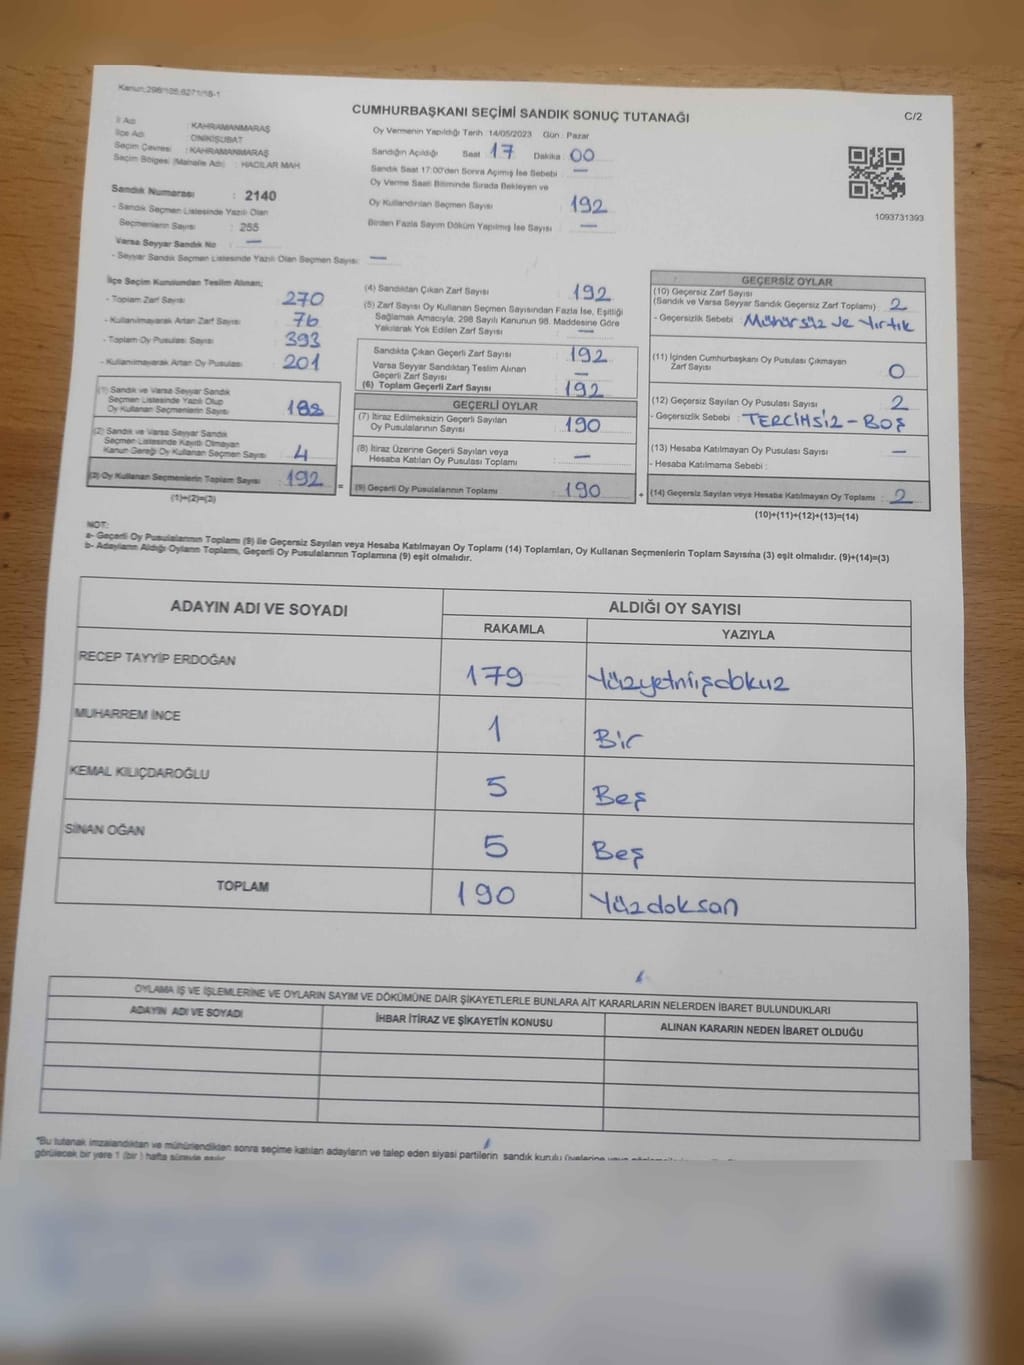 Kanun:298/105;6271/18-1
CUMHURBAŞKANI SEÇİMİ SANDIK SONUÇ TUTANAĞI
C/2
İl Adı : KAHRAMANMARAŞ
İlçe Adı : ONİKİŞUBAT
Seçim Çevresi : KAHRAMANMARAŞ
Seçim Bölgesi (Mahalle Adı) : HACILAR MAH
Sandık Numarası : 2140
- Sandık Seçmen Listesinde Yazılı Olan
Seçmenlerin Sayısı : 255
Varsa Seyyar Sandık No : —
- Seyyar Sandık Seçmen Listesinde Yazılı Olan Seçmen Sayısı: —
Oy Vermenin Yapıldığı Tarih :14/05/2023 Gün : Pazar
Sandığın Açıldığı Saat 17 Dakika 00
Sandık Saat 17:00'den Sonra Açılmış İse Sebebi : —
Oy Verme Saati Bitiminde Sırada Bekleyen ve
Oy Kullandırılan Seçmen Sayısı 192
Birden Fazla Sayım Döküm Yapılmış İse Sayısı : —
1093731393
İlçe Seçim Kurulundan Teslim Alınan;
- Toplam Zarf Sayısı 270
- Kullanılmayarak Artan Zarf Sayısı 76
- Toplam Oy Pusulası Sayısı 393
- Kullanılmayarak Artan Oy Pusulası 201
(1) Sandık ve Varsa Seyyar Sandık
Seçmen Listesinde Yazılı Olup
Oy Kullanan Seçmenlerin Sayısı 188
(2) Sandık ve Varsa Seyyar Sandık
Seçmen Listesinde Kayıtlı Olmayan
Kanun Gereği Oy Kullanan Seçmen Sayısı 4
(3) Oy Kullanan Seçmenlerin Toplam Sayısı 192
=
(1)+(2)=(3)
(4) Sandıktan Çıkan Zarf Sayısı 192
(5) Zarf Sayısı Oy Kullanan Seçmen Sayısından Fazla İse, Eşitliği
Sağlamak Amacıyla, 298 Sayılı Kanunun 98. Maddesine Göre
Yakılarak Yok Edilen Zarf Sayısı : —
Sandıkta Çıkan Geçerli Zarf Sayısı 192
Varsa Seyyar Sandıktan Teslim Alınan
Geçerli Zarf Sayısı —
(6) Toplam Geçerli Zarf Sayısı 192
GEÇERLİ OYLAR
(7) İtiraz Edilmeksizin Geçerli Sayılan
Oy Pusulalarının Sayısı 190
(8) İtiraz Üzerine Geçerli Sayılan veya
Hesaba Katılan Oy Pusulası Toplamı —
(9) Geçerli Oy Pusulalarının Toplamı 190
+
GEÇERSİZ OYLAR
(10) Geçersiz Zarf Sayısı
(Sandık ve Varsa Seyyar Sandık Geçersiz Zarf Toplamı) 2
- Geçersizlik Sebebi : Mühürsüz ve Yırtık
(11) İçinden Cumhurbaşkanı Oy Pusulası Çıkmayan
Zarf Sayısı 0
(12) Geçersiz Sayılan Oy Pusulası Sayısı 2
- Geçersizlik Sebebi : TERCİHSİZ - BOŞ
(13) Hesaba Katılmayan Oy Pusulası Sayısı —
- Hesaba Katılmama Sebebi :
(14) Geçersiz Sayılan veya Hesaba Katılmayan Oy Toplamı : 2
(10)+(11)+(12)+(13)=(14)
NOT:
a- Geçerli Oy Pusulalarının Toplamı (9) ile Geçersiz Sayılan veya Hesaba Katılmayan Oy Toplamı (14) Toplamları, Oy Kullanan Seçmenlerin Toplam Sayısına (3) eşit olmalıdır. (9)+(14)=(3)
b- Adayların Aldığı Oyların Toplamı, Geçerli Oy Pusulalarının Toplamına (9) eşit olmalıdır.
ADAYIN ADI VE SOYADI ALDIĞI OY SAYISI
RAKAMLA YAZIYLA
RECEP TAYYİP ERDOĞAN 179 Yüzyetmişdokuz
MUHARREM İNCE 1 Bir
KEMAL KILIÇDAROĞLU 5 Beş
SİNAN OĞAN 5 Beş
TOPLAM 190 Yüzdoksan
OYLAMA İŞ VE İŞLEMLERİNE VE OYLARIN SAYIM VE DÖKÜMÜNE DAİR ŞİKAYETLERLE BUNLARA AİT KARARLARIN NELERDEN İBARET BULUNDUKLARI
ADAYIN ADI VE SOYADI İHBAR İTİRAZ VE ŞİKAYETİN KONUSU ALINAN KARARIN NEDEN İBARET OLDUĞU
*Bu tutanak imzalandıktan ve mühürlendikten sonra seçime katılan adayların ve talep eden siyasi partilerin sandık kurulu üyelerine veya
görülecek bir yere 1 (bir) hafta süreyle asılır